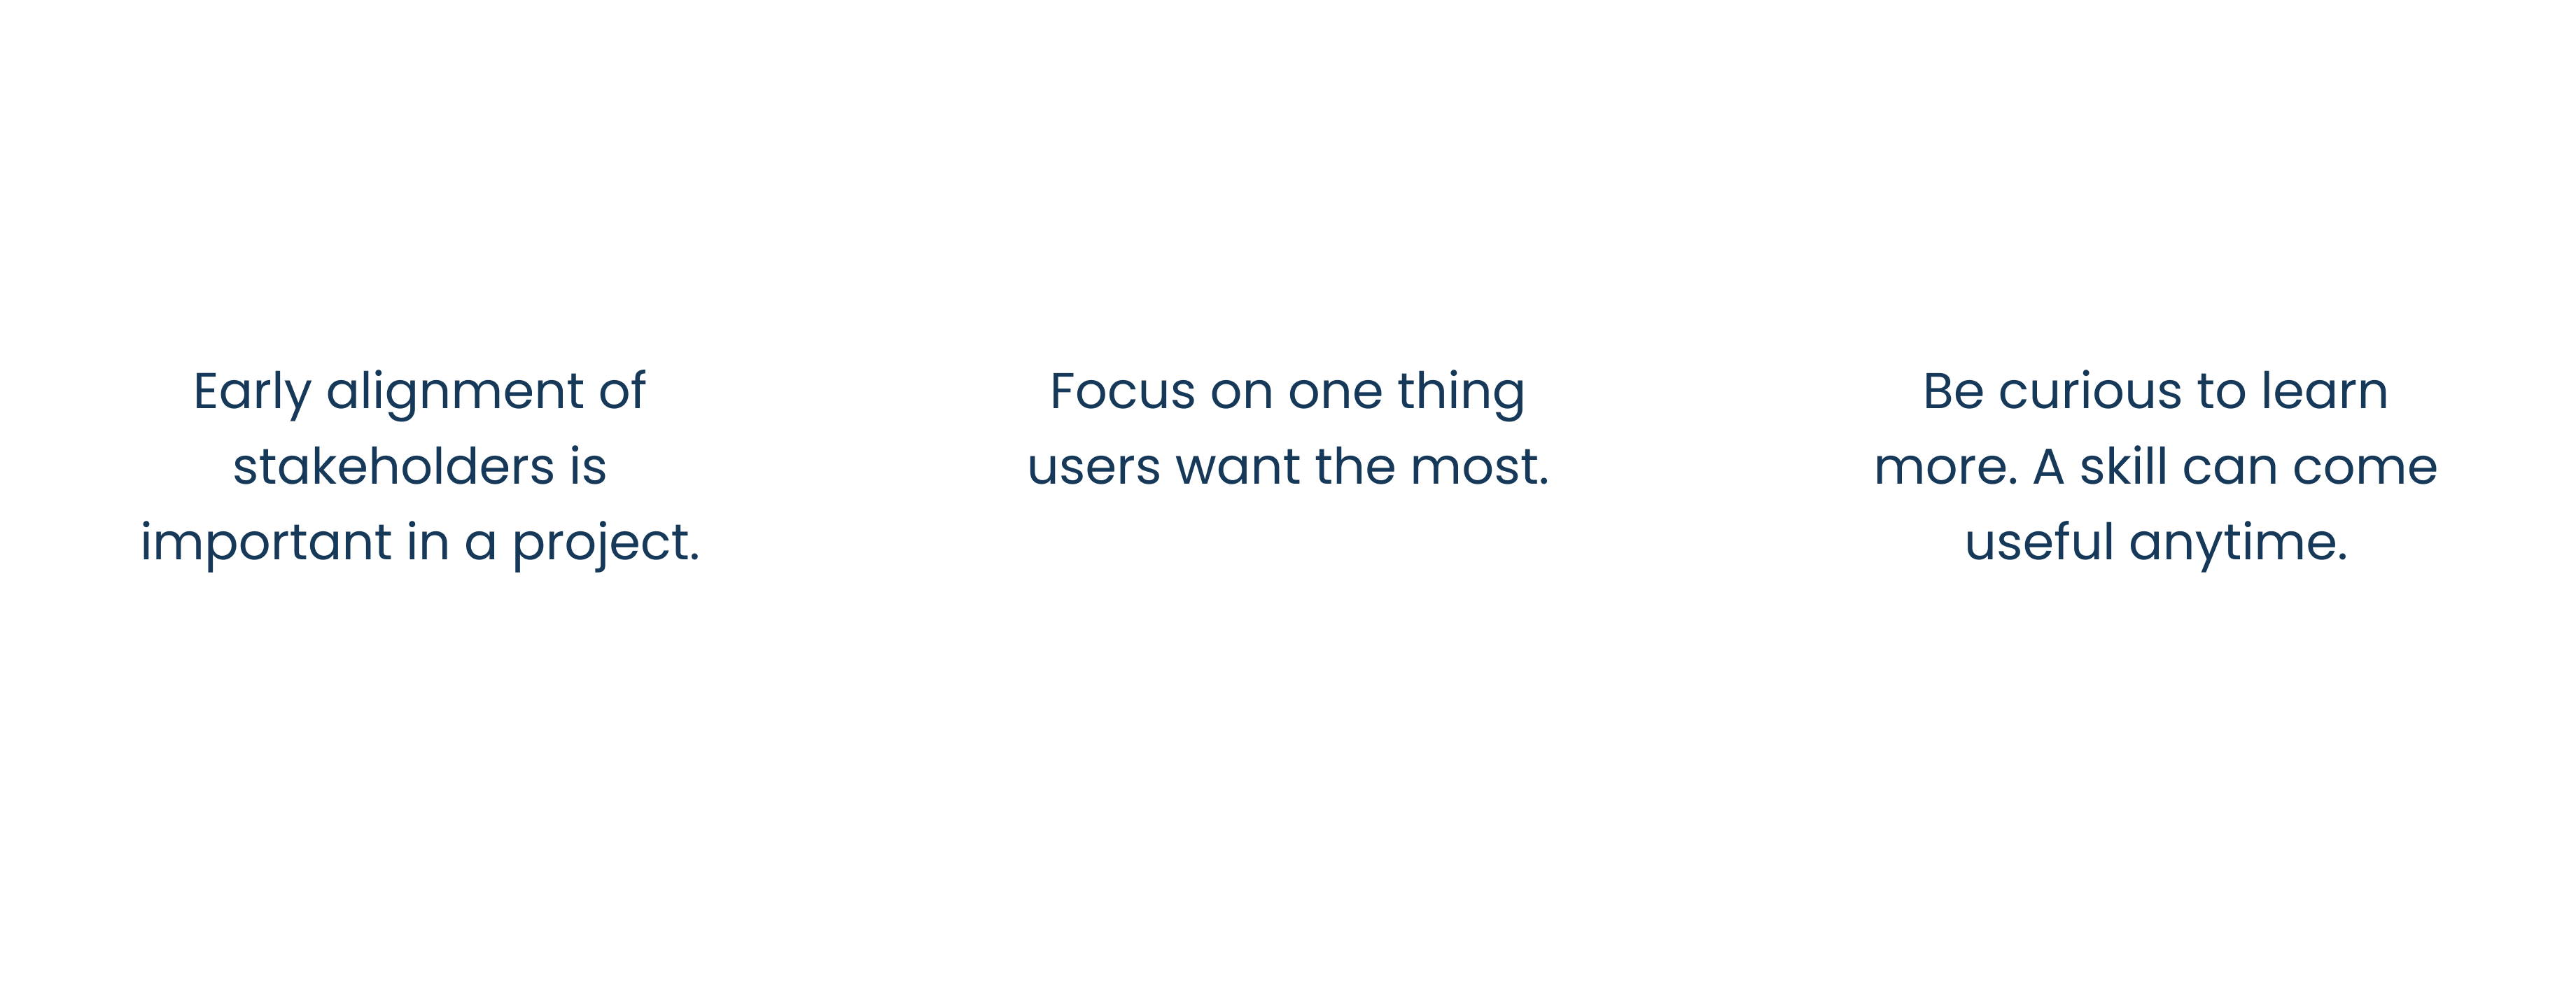 Early alignment of
stakeholders is
important in a project.
Focus on one thing
users want the most.
Be curious to learn
more. A skill can come
useful anytime.